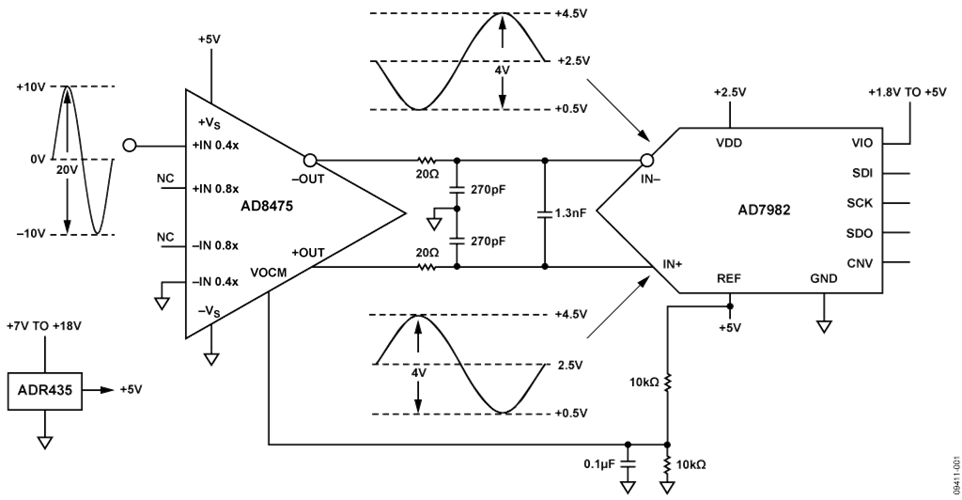 +4.5V
+2.5V
4V
+0.5V
+5V
+10V
0V
20V
–10V
+VS
+IN 0.4x
NC
+IN 0.8x
AD8475
NC
–IN 0.8x
–IN 0.4x
–VS
VOCM
–OUT
+OUT
20Ω
270pF
270pF
20Ω
1.3nF
+2.5V
+1.8V TO +5V
VDD
VIO
IN–
SDI
AD7982
SCK
SDO
IN+
CNV
REF
GND
+5V
+7V TO +18V
ADR435
+5V
+4.5V
2.5V
4V
+0.5V
10kΩ
0.1µF
10kΩ
09411-001